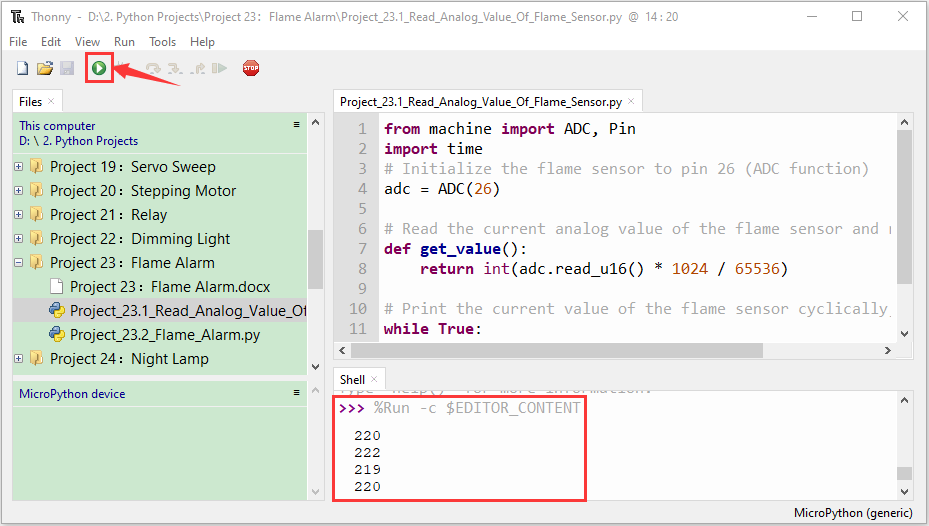 Thonny - D:\2. Python Projects\Project 23：Flame Alarm\Project_23.1_Read_Analog_Value_Of_Flame_Sensor.py @ 14:20
File Edit View Run Tools Help
STOP
Files
This computer
D: \ 2. Python Projects
Project 19：Servo Sweep
Project 20：Stepping Motor
Project 21：Relay
Project 22：Dimming Light
Project 23：Flame Alarm
Project 23：Flame Alarm.docx
Project_23.1_Read_Analog_Value_Of
Project_23.2_Flame_Alarm.py
Project 24：Night Lamp
MicroPython device
Project_23.1_Read_Analog_Value_Of_Flame_Sensor.py
1 from machine import ADC, Pin
2 import time
3 # Initialize the flame sensor to pin 26 (ADC function)
4 adc = ADC(26)
5
6 # Read the current analog value of the flame sensor and
7 def get_value():
8 return int(adc.read_u16() * 1024 / 65536)
9
10 # Print the current value of the flame sensor cyclically,
11 while True:
Shell
Type "help()" for more information.
>>> %Run -c $EDITOR_CONTENT
220
222
219
220
MicroPython (generic)